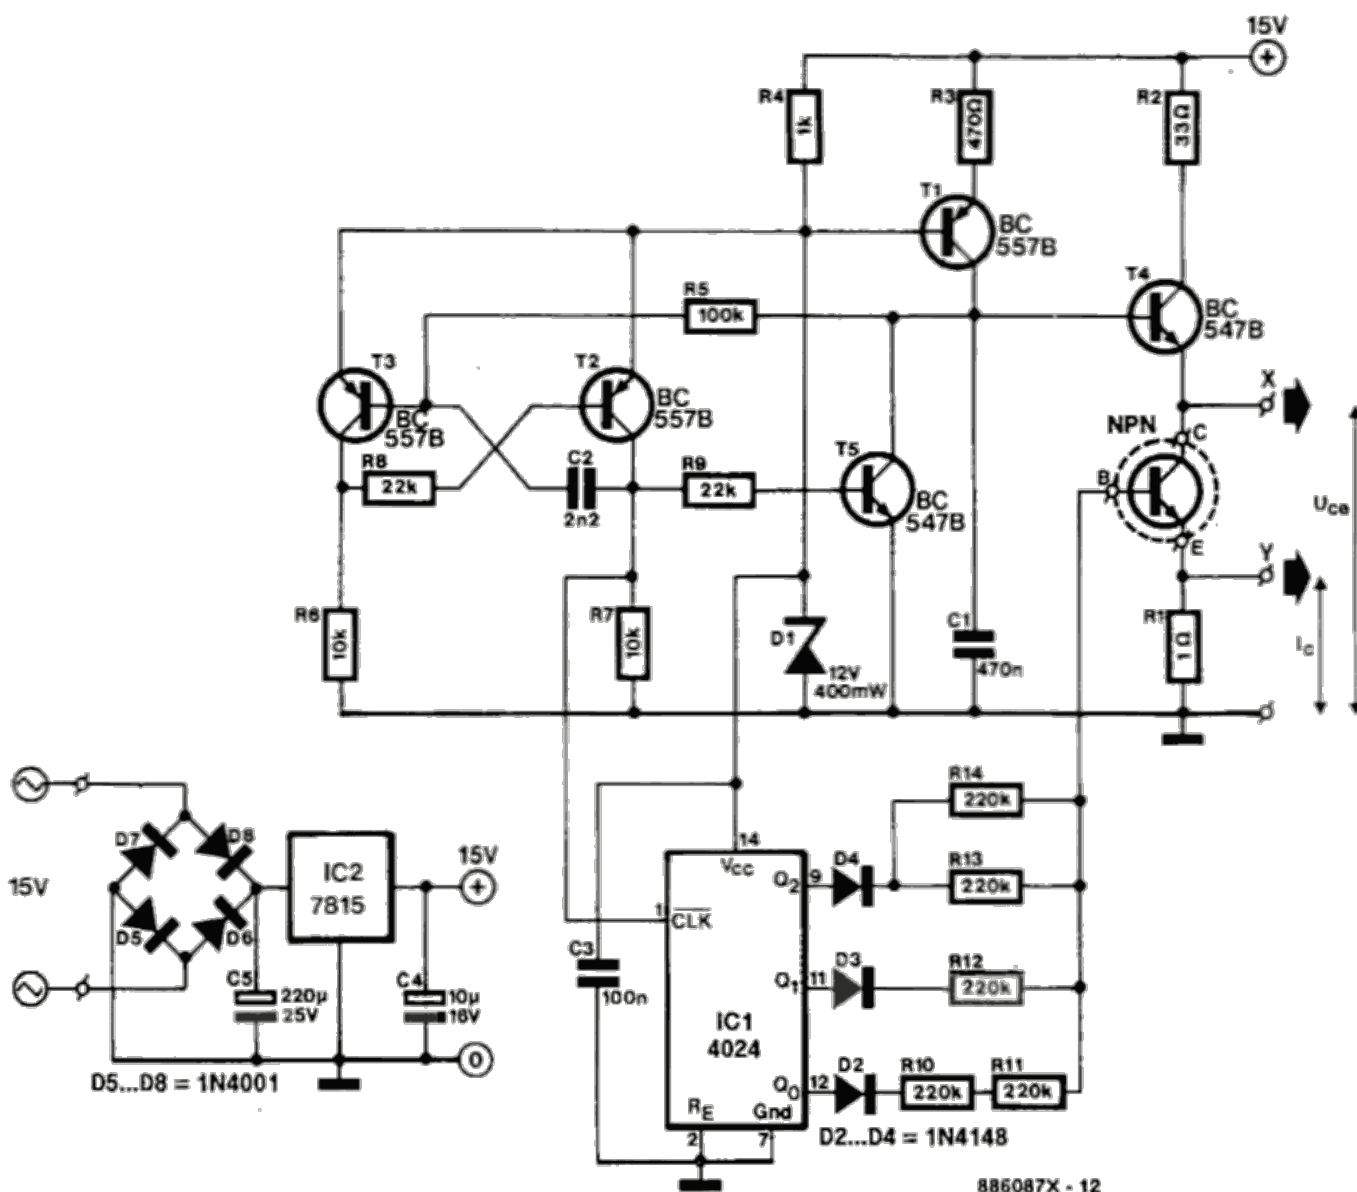 15V
+
R4
1k
R3
470Ω
R2
33Ω
T1
BC
557B
T4
BC
547B
R5
100k
T3
BC
557B
T2
BC
557B
X
NPN
C
B
E
Uce
R8
22k
C2
2n2
R9
22k
T5
BC
547B
Y
R6
10k
R7
10k
D1
12V
400mW
C1
470n
R1
1Ω
Ic
15V
D7
D8
D5
D6
IC2
7815
15V
+
C5
220µ
25V
C4
10µ
16V
0
D5...D8 = 1N4001
C3
100n
14
VCC
1
CLK
IC1
4024
Q2
9
Q1
11
Q0
12
RE
2
Gnd
7
D4
R14
220k
R13
220k
D3
R12
220k
D2
R10
220k
R11
220k
D2...D4 = 1N4148
886087X - 12